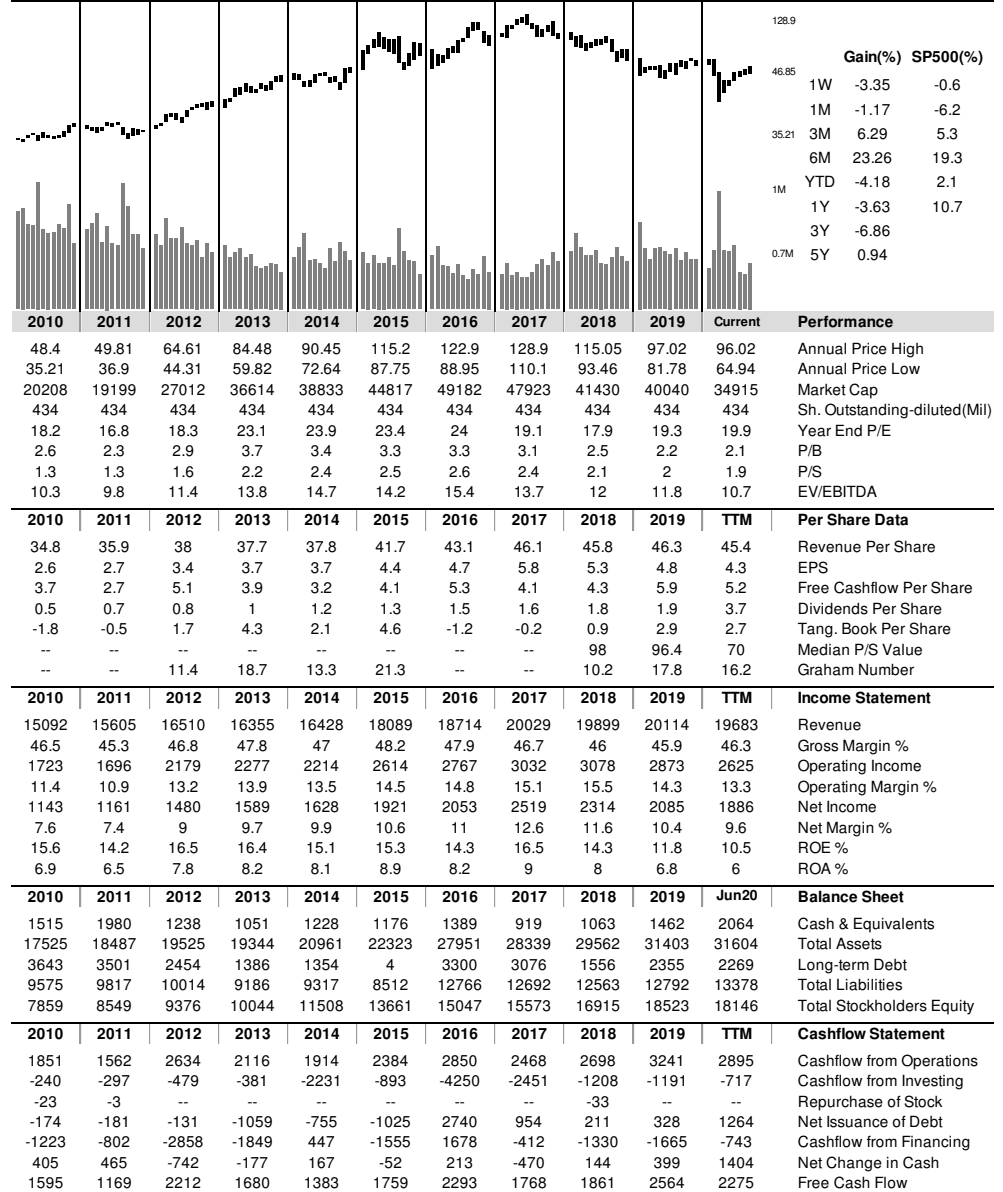 128.9
Gain(%) SP500(%)
46.85
1W -3.35 -0.6
1M -1.17 -6.2
35.21 3M 6.29 5.3
6M 23.26 19.3
1M YTD -4.18 2.1
1Y -3.63 10.7
3Y -6.86
0.7M 5Y 0.94
2010 2011 2012 2013 2014 2015 2016 2017 2018 2019 Current Performance
48.4 49.81 64.61 84.48 90.45 115.2 122.9 128.9 115.05 97.02 96.02 Annual Price High
35.21 36.9 44.31 59.82 72.64 87.75 88.95 110.1 93.46 81.78 64.94 Annual Price Low
20208 19199 27012 36614 38833 44817 49182 47923 41430 40040 34915 Market Cap
434 434 434 434 434 434 434 434 434 434 434 Sh. Outstanding-diluted(Mil)
18.2 16.8 18.3 23.1 23.9 23.4 24 19.1 17.9 19.3 19.9 Year End P/E
2.6 2.3 2.9 3.7 3.4 3.3 3.3 3.1 2.5 2.2 2.1 P/B
1.3 1.3 1.6 2.2 2.4 2.5 2.6 2.4 2.1 2 1.9 P/S
10.3 9.8 11.4 13.8 14.7 14.2 15.4 13.7 12 11.8 10.7 EV/EBITDA
2010 2011 2012 2013 2014 2015 2016 2017 2018 2019 TTM Per Share Data
34.8 35.9 38 37.7 37.8 41.7 43.1 46.1 45.8 46.3 45.4 Revenue Per Share
2.6 2.7 3.4 3.7 3.7 4.4 4.7 5.8 5.3 4.8 4.3 EPS
3.7 2.7 5.1 3.9 3.2 4.1 5.3 4.1 4.3 5.9 5.2 Free Cashflow Per Share
0.5 0.7 0.8 1 1.2 1.3 1.5 1.6 1.8 1.9 3.7 Dividends Per Share
-1.8 -0.5 1.7 4.3 2.1 4.6 -1.2 -0.2 0.9 2.9 2.7 Tang. Book Per Share
-- -- -- -- -- -- -- -- 98 96.4 70 Median P/S Value
-- -- 11.4 18.7 13.3 21.3 -- -- 10.2 17.8 16.2 Graham Number
2010 2011 2012 2013 2014 2015 2016 2017 2018 2019 TTM Income Statement
15092 15605 16510 16355 16428 18089 18714 20029 19899 20114 19683 Revenue
46.5 45.3 46.8 47.8 47 48.2 47.9 46.7 46 45.9 46.3 Gross Margin %
1723 1696 2179 2277 2214 2614 2767 3032 3078 2873 2625 Operating Income
11.4 10.9 13.2 13.9 13.5 14.5 14.8 15.1 15.5 14.3 13.3 Operating Margin %
1143 1161 1480 1589 1628 1921 2053 2519 2314 2085 1886 Net Income
7.6 7.4 9 9.7 9.9 10.6 11 12.6 11.6 10.4 9.6 Net Margin %
15.6 14.2 16.5 16.4 15.1 15.3 14.3 16.5 14.3 11.8 10.5 ROE %
6.9 6.5 7.8 8.2 8.1 8.9 8.2 9 8 6.8 6 ROA %
2010 2011 2012 2013 2014 2015 2016 2017 2018 2019 Jun20 Balance Sheet
1515 1980 1238 1051 1228 1176 1389 919 1063 1462 2064 Cash & Equivalents
17525 18487 19525 19344 20961 22323 27951 28339 29562 31403 31604 Total Assets
3643 3501 2454 1386 1354 4 3300 3076 1556 2355 2269 Long-term Debt
9575 9817 10014 9186 9317 8512 12766 12692 12563 12792 13378 Total Liabilities
7859 8549 9376 10044 11508 13661 15047 15573 16915 18523 18146 Total Stockholders Equity
2010 2011 2012 2013 2014 2015 2016 2017 2018 2019 TTM Cashflow Statement
1851 1562 2634 2116 1914 2384 2850 2468 2698 3241 2895 Cashflow from Operations
-240 -297 -479 -381 -2231 -893 -4250 -2451 -1208 -1191 -717 Cashflow from Investing
-23 -3 -- -- -- -- -- -- -33 -- -- Repurchase of Stock
-174 -181 -131 -1059 -755 -1025 2740 954 211 328 1264 Net Issuance of Debt
-1223 -802 -2858 -1849 447 -1555 1678 -412 -1330 -1665 -743 Cashflow from Financing
405 465 -742 -177 167 -52 213 -470 144 399 1404 Net Change in Cash
1595 1169 2212 1680 1383 1759 2293 1768 1861 2564 2275 Free Cash Flow